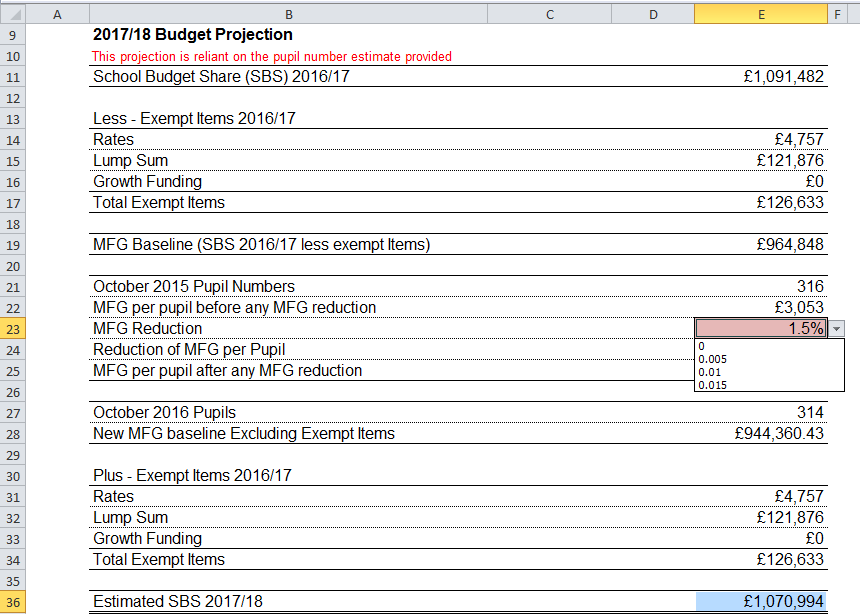 A B C D E F
9 2017/18 Budget Projection
10 This projection is reliant on the pupil number estimate provided
11 School Budget Share (SBS) 2016/17 £1,091,482
12
13 Less - Exempt Items 2016/17
14 Rates £4,757
15 Lump Sum £121,876
16 Growth Funding £0
17 Total Exempt Items £126,633
18
19 MFG Baseline (SBS 2016/17 less exempt Items) £964,848
20
21 October 2015 Pupil Numbers 316
22 MFG per pupil before any MFG reduction £3,053
23 MFG Reduction 1.5%
0
24 Reduction of MFG per Pupil
0.005
0.01
25 MFG per pupil after any MFG reduction
0.015
26
27 October 2016 Pupils 314
28 New MFG baseline Excluding Exempt Items £944,360.43
29
30 Plus - Exempt Items 2016/17
31 Rates £4,757
32 Lump Sum £121,876
33 Growth Funding £0
34 Total Exempt Items £126,633
35
36 Estimated SBS 2017/18 £1,070,994